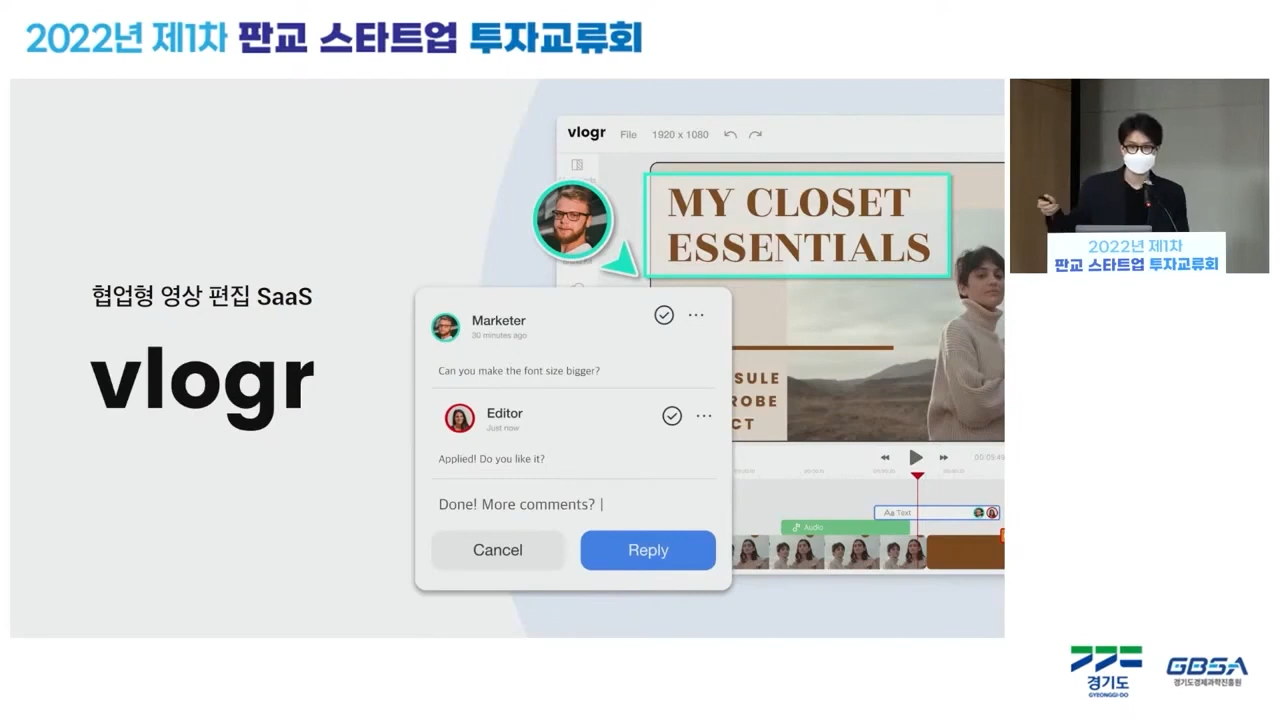 2022년 제1차 판교 스타트업 투자교류회
협업형 영상 편집 SaaS
vlogr
vlogr File 1920 x 1080
MY CLOSET
ESSENTIALS
Marketer
30 minutes ago
Can you make the font size bigger?
Editor
Just now
Applied! Do you like it?
Done! More comments? |
Cancel Reply
SULE
ROBE
CT
00:05:49
Aa Text
Audio
2022년 제1차
판교 스타트업 투자교류회
경기도
GYEONGGI-DO
GBSA
경기도경제과학진흥원